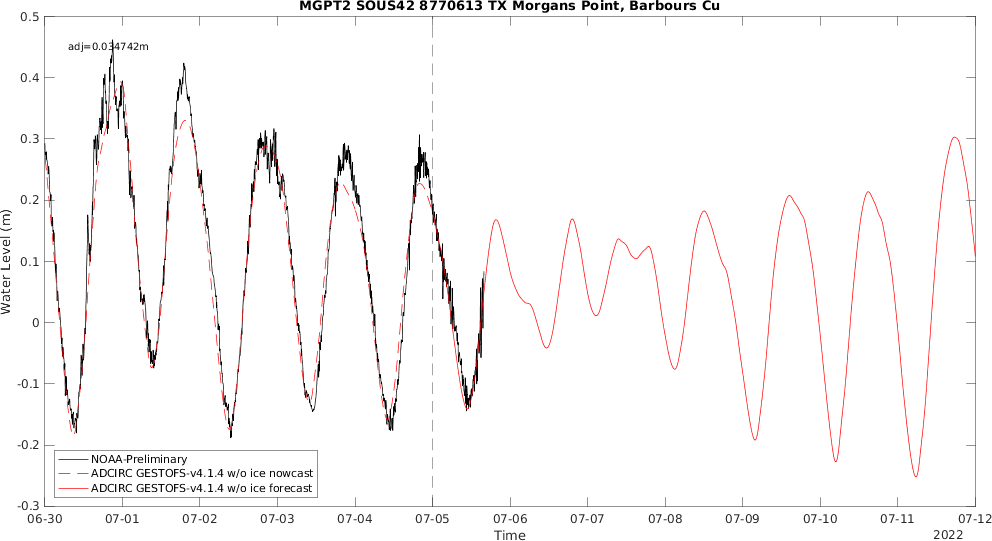 MGPT2 SOUS42 8770613 TX Morgans Point, Barbours Cu
0.5
adj=0.034742m
0.4
0.3
0.2
0.1
0
-0.1
-0.2
-0.3
Water Level (m)
NOAA-Preliminary
ADCIRC GESTOFS-v4.1.4 w/o ice nowcast
ADCIRC GESTOFS-v4.1.4 w/o ice forecast
06-30 07-01 07-02 07-03 07-04 07-05 07-06 07-07 07-08 07-09 07-10 07-11 07-12
Time
2022